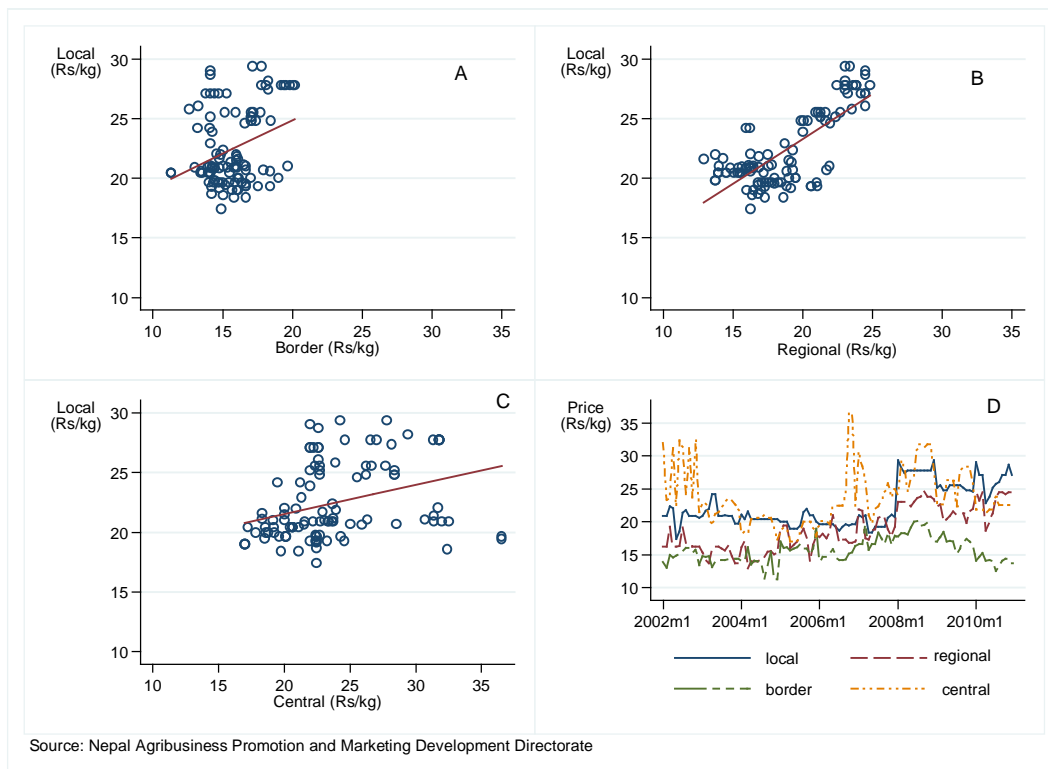 Local
(Rs/kg)
A
30
25
20
15
10
10 15 20 25 30 35
Border (Rs/kg)
Local
(Rs/kg)
B
30
25
20
15
10
10 15 20 25 30 35
Regional (Rs/kg)
Local
(Rs/kg)
C
30
25
20
15
10
10 15 20 25 30 35
Central (Rs/kg)
Price
(Rs/kg)
D
35
30
25
20
15
10
2002m1 2004m1 2006m1 2008m1 2010m1
local regional
border central
Source: Nepal Agribusiness Promotion and Marketing Development Directorate